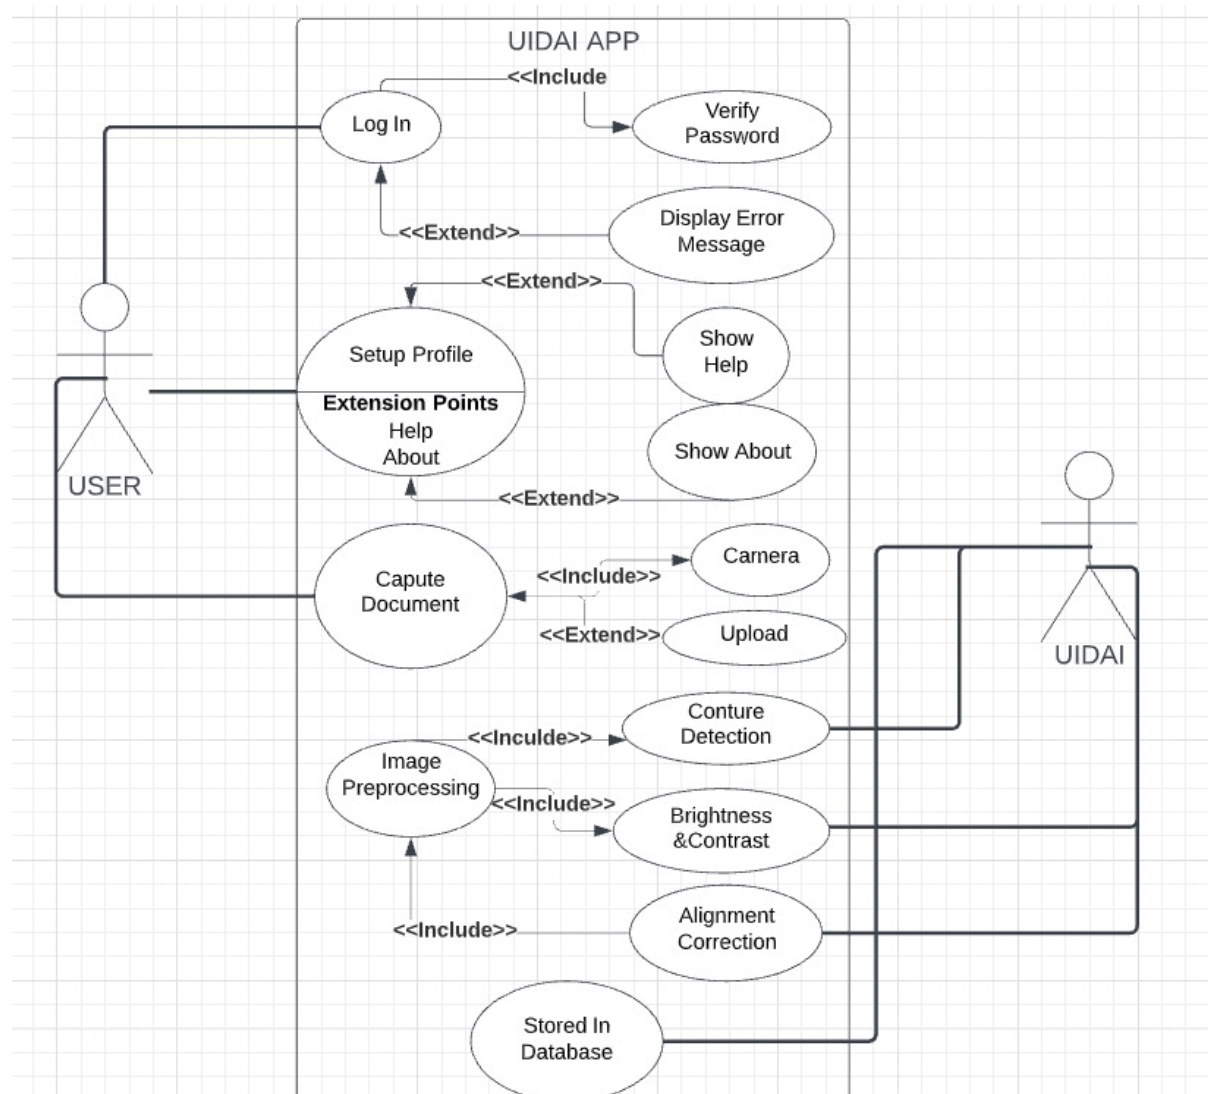 UIDAI APP
<<Include
Log In
Verify
Password
<<Extend>>
Display Error
Message
<<Extend>>
Setup Profile
Extension Points
Help
About
Show
Help
Show About
<<Extend>>
USER
Capute
Document
<<Include>>
Camera
<<Extend>>
Upload
UIDAI
Image
Preprocessing
<<Inculde>>
Conture
Detection
<<Include>>
Brightness
&Contrast
<<Include>>
Alignment
Correction
Stored In
Database